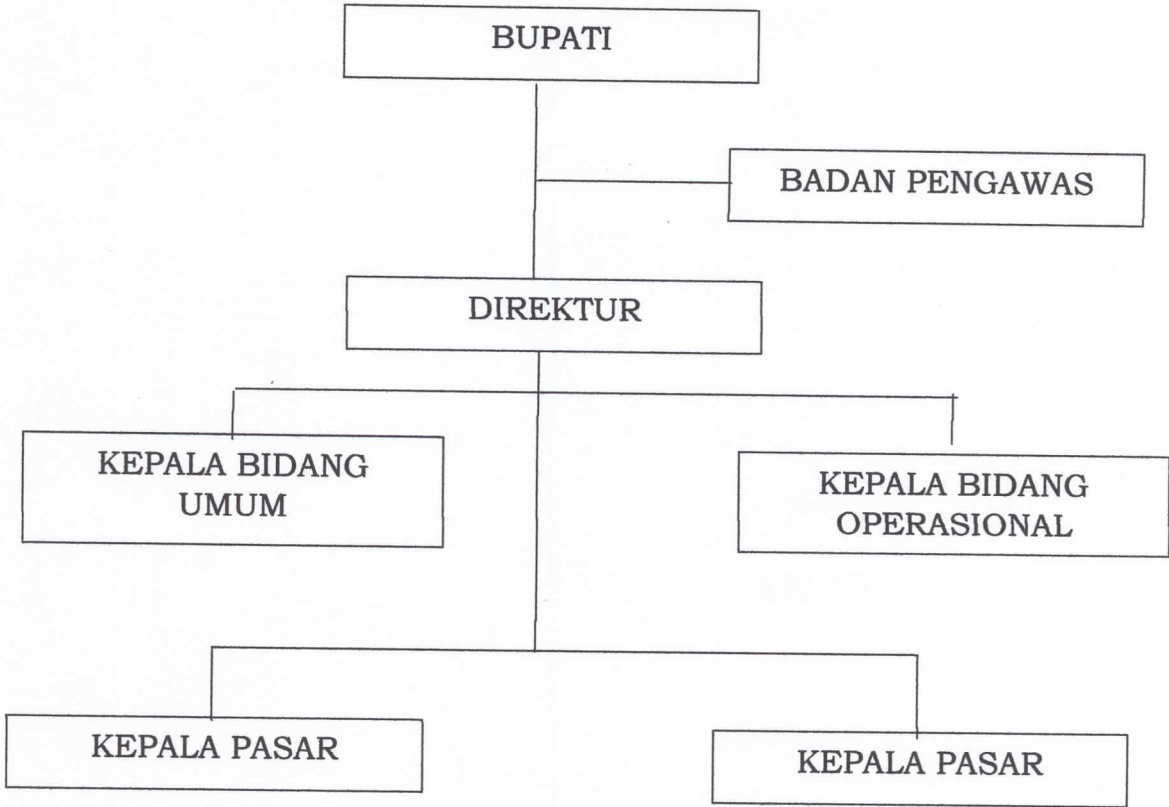 BUPATI
BADAN PENGAWAS
DIREKTUR
KEPALA BIDANG
UMUM
KEPALA BIDANG
OPERASIONAL
KEPALA PASAR
KEPALA PASAR